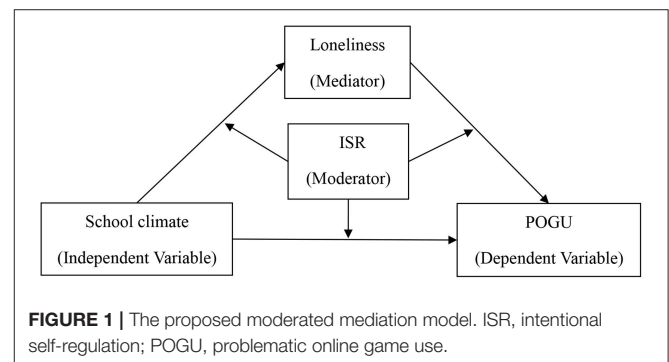 Loneliness
(Mediator)
ISR
(Moderator)
School climate
(Independent Variable)
POGU
(Dependent Variable)
FIGURE 1 | The proposed moderated mediation model. ISR, intentional
self-regulation; POGU, problematic online game use.